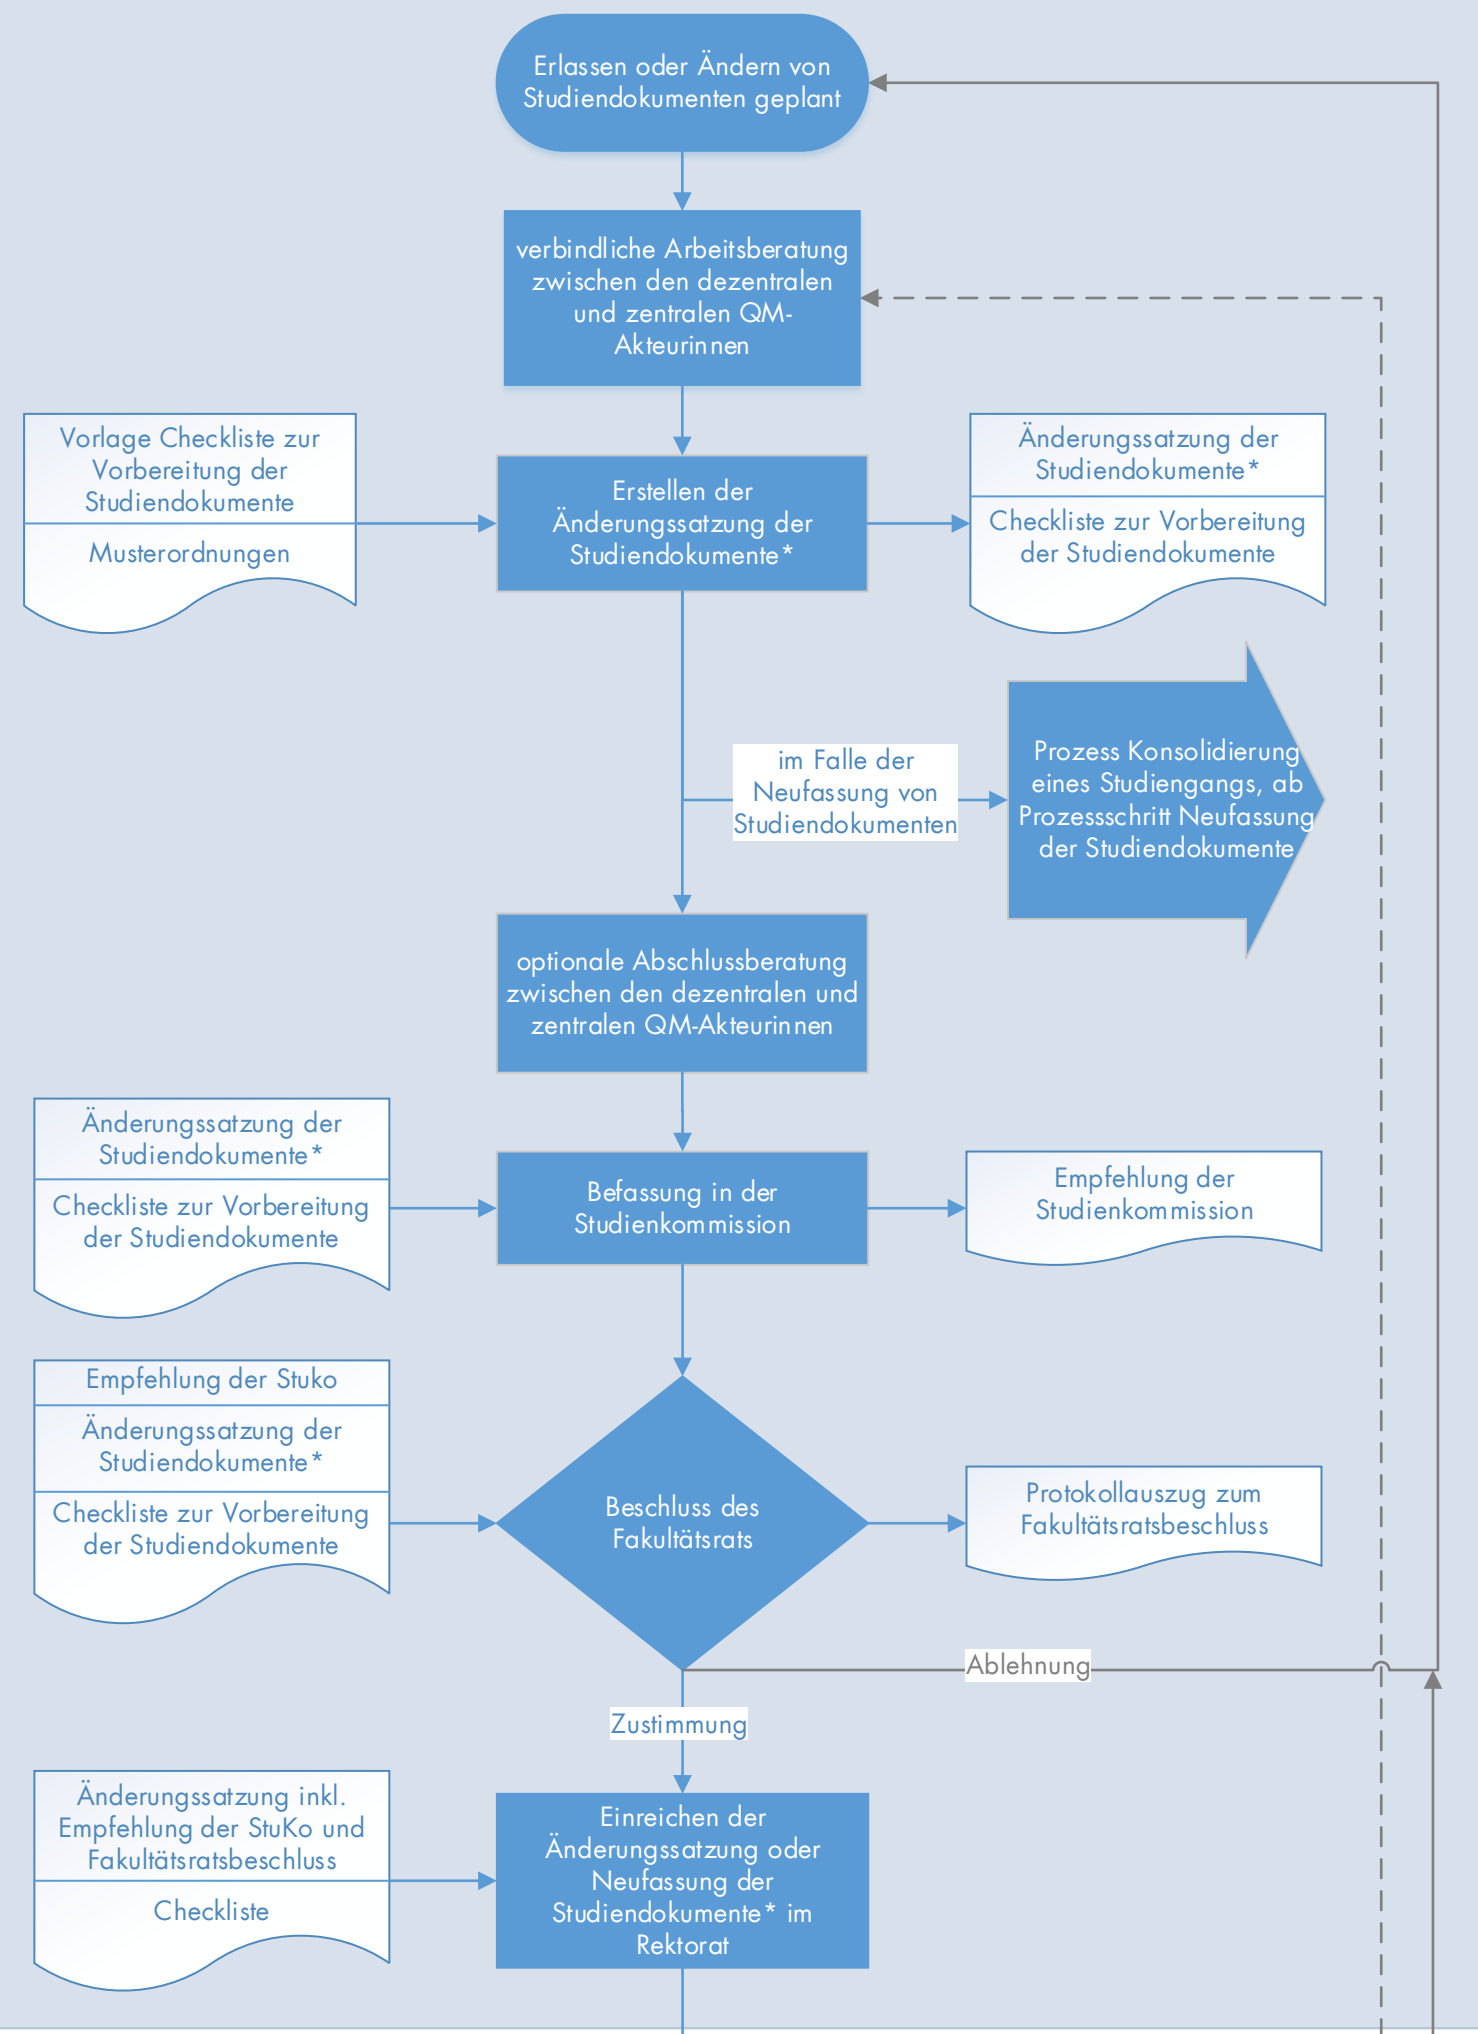 Erlassen oder Ändern von
Studiendokumenten geplant
verbindliche Arbeitsberatung
zwischen den dezentralen
und zentralen QM-
Akteurinnen
Vorlage Checkliste zur
Vorbereitung der
Studiendokumente
Musterordnungen
Erstellen der
Änderungssatzung der
Studiendokumente*
Änderungssatzung der
Studiendokumente*
Checkliste zur Vorbereitung
der Studiendokumente
im Falle der
Neufassung von
Studiendokumenten
Prozess Konsolidierung
eines Studiengangs, ab
Prozessschritt Neufassung
der Studiendokumente
optionale Abschlussberatung
zwischen den dezentralen und
zentralen QM-Akteurinnen
Änderungssatzung der
Studiendokumente*
Checkliste zur Vorbereitung
der Studiendokumente
Befassung in der
Studienkommission
Empfehlung der
Studienkommission
Empfehlung der Stuko
Änderungssatzung der
Studiendokumente*
Checkliste zur Vorbereitung
der Studiendokumente
Beschluss des
Fakultätsrats
Protokollauszug zum
Fakultätsratsbeschluss
Ablehnung
Zustimmung
Änderungssatzung inkl.
Empfehlung der StuKo und
Fakultätsratsbeschluss
Checkliste
Einreichen der
Änderungssatzung oder
Neufassung der
Studiendokumente* im
Rektorat